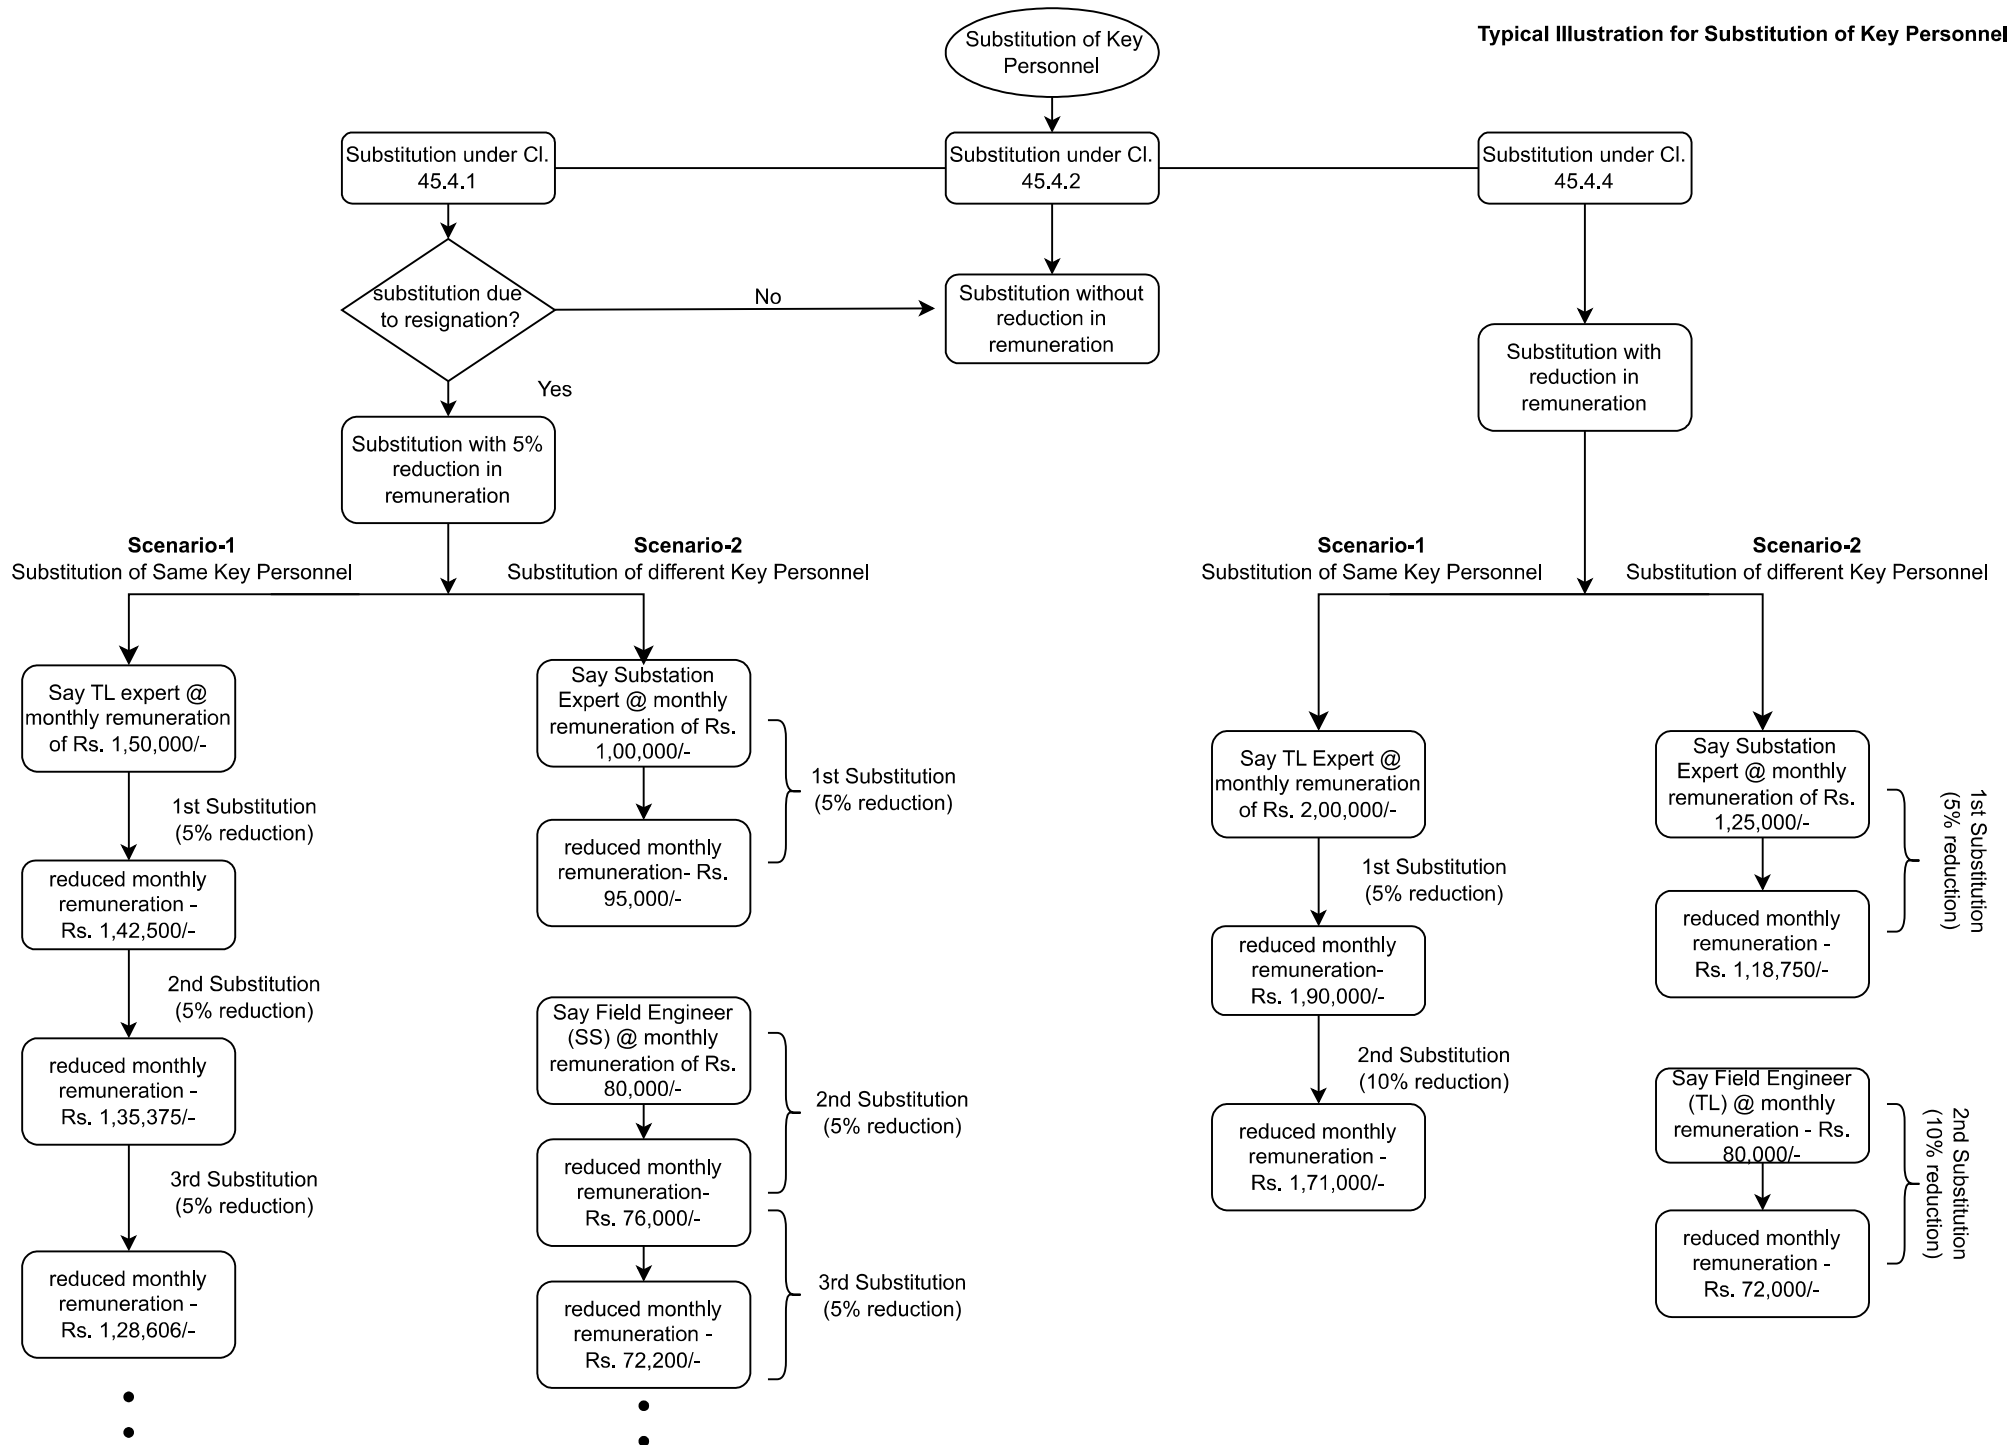 Typical Illustration for Substitution of Key Personnel
Substitution of Key
Personnel
Substitution under Cl.
45.4.1
Substitution under Cl.
45.4.2
Substitution under Cl.
45.4.4
substitution due
to resignation?
No
Yes
Substitution without
reduction in
remuneration
Substitution with
reduction in
remuneration
Substitution with 5%
reduction in
remuneration
Scenario-1
Substitution of Same Key Personnel
Scenario-2
Substitution of different Key Personnel
Scenario-1
Substitution of Same Key Personnel
Scenario-2
Substitution of different Key Personnel
Say TL expert @
monthly remuneration
of Rs. 1,50,000/-
1st Substitution
(5% reduction)
reduced monthly
remuneration -
Rs. 1,42,500/-
2nd Substitution
(5% reduction)
reduced monthly
remuneration -
Rs. 1,35,375/-
3rd Substitution
(5% reduction)
reduced monthly
remuneration -
Rs. 1,28,606/-
Say Substation
Expert @ monthly
remuneration of Rs.
1,00,000/-
1st Substitution
(5% reduction)
reduced monthly
remuneration- Rs.
95,000/-
Say Field Engineer
(SS) @ monthly
remuneration of Rs.
80,000/-
2nd Substitution
(5% reduction)
reduced monthly
remuneration-
Rs. 76,000/-
3rd Substitution
(5% reduction)
reduced monthly
remuneration -
Rs. 72,200/-
Say TL Expert @
monthly remuneration
of Rs. 2,00,000/-
1st Substitution
(5% reduction)
reduced monthly
remuneration-
Rs. 1,90,000/-
2nd Substitution
(10% reduction)
reduced monthly
remuneration -
Rs. 1,71,000/-
Say Substation
Expert @ monthly
remuneration of Rs.
1,25,000/-
1st Substitution
(5% reduction)
reduced monthly
remuneration -
Rs. 1,18,750/-
Say Field Engineer
(TL) @ monthly
remuneration - Rs.
80,000/-
2nd Substitution
(10% reduction)
reduced monthly
remuneration -
Rs. 72,000/-